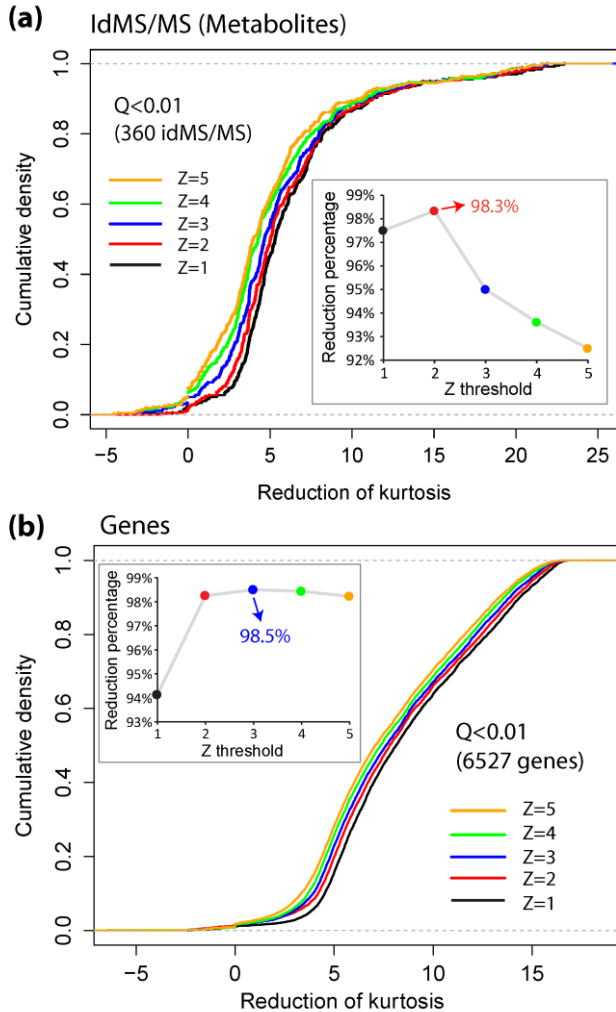 (a) IdMS/MS (Metabolites)
1.0
0.8
0.6
0.4
0.2
0.0
Cumulative density
Q<0.01
(360 idMS/MS)
Z=5
Z=4
Z=3
Z=2
Z=1
99%
98%
97%
96%
95%
94%
93%
92%
Reduction percentage
98.3%
1 2 3 4 5
Z threshold
−5 0 5 10 15 20 25
Reduction of kurtosis
(b) Genes
1.0
0.8
0.6
0.4
0.2
0.0
Cumulative density
99%
98%
97%
96%
95%
94%
93%
Reduction percentage
98.5%
1 2 3 4 5
Z threshold
Q<0.01
(6527 genes)
Z=5
Z=4
Z=3
Z=2
Z=1
−5 0 5 10 15
Reduction of kurtosis